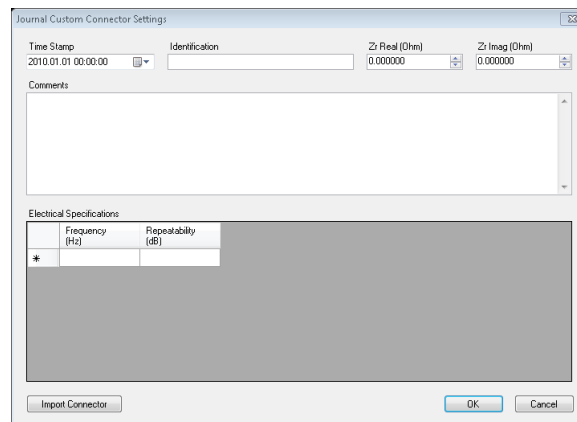 Journal Custom Connector Settings
Time Stamp Identification Zr Real (Ohm) Zr Imag (Ohm)
2010.01.01 00:00:00 0.000000 0.000000
Comments
Electrical Specifications
Frequency Repeatability
(Hz) (dB)
*
Import Connector OK Cancel